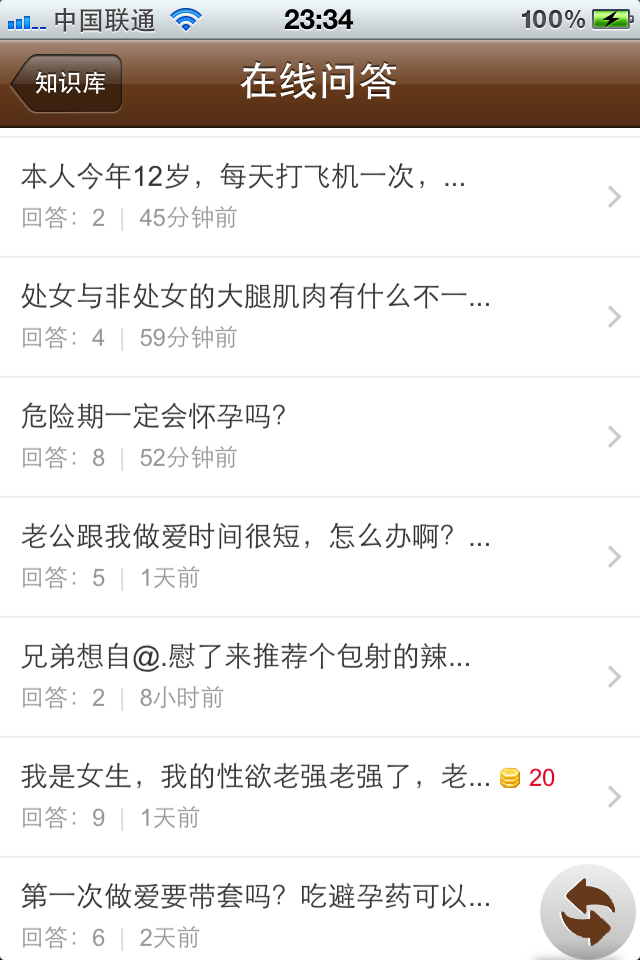 中国联通 23:34 100%
知识库 在线问答
本人今年12岁，每天打飞机一次，...
回答：2 | 45分钟前
处女与非处女的大腿肌肉有什么不一...
回答：4 | 59分钟前
危险期一定会怀孕吗？
回答：8 | 52分钟前
老公跟我做爱时间很短，怎么办啊？...
回答：5 | 1天前
兄弟想自@.慰了来推荐个包射的辣...
回答：2 | 8小时前
我是女生，我的性欲老强老强了，老... 20
回答：9 | 1天前
第一次做爱要带套吗？吃避孕药可以...
回答：6 | 2天前